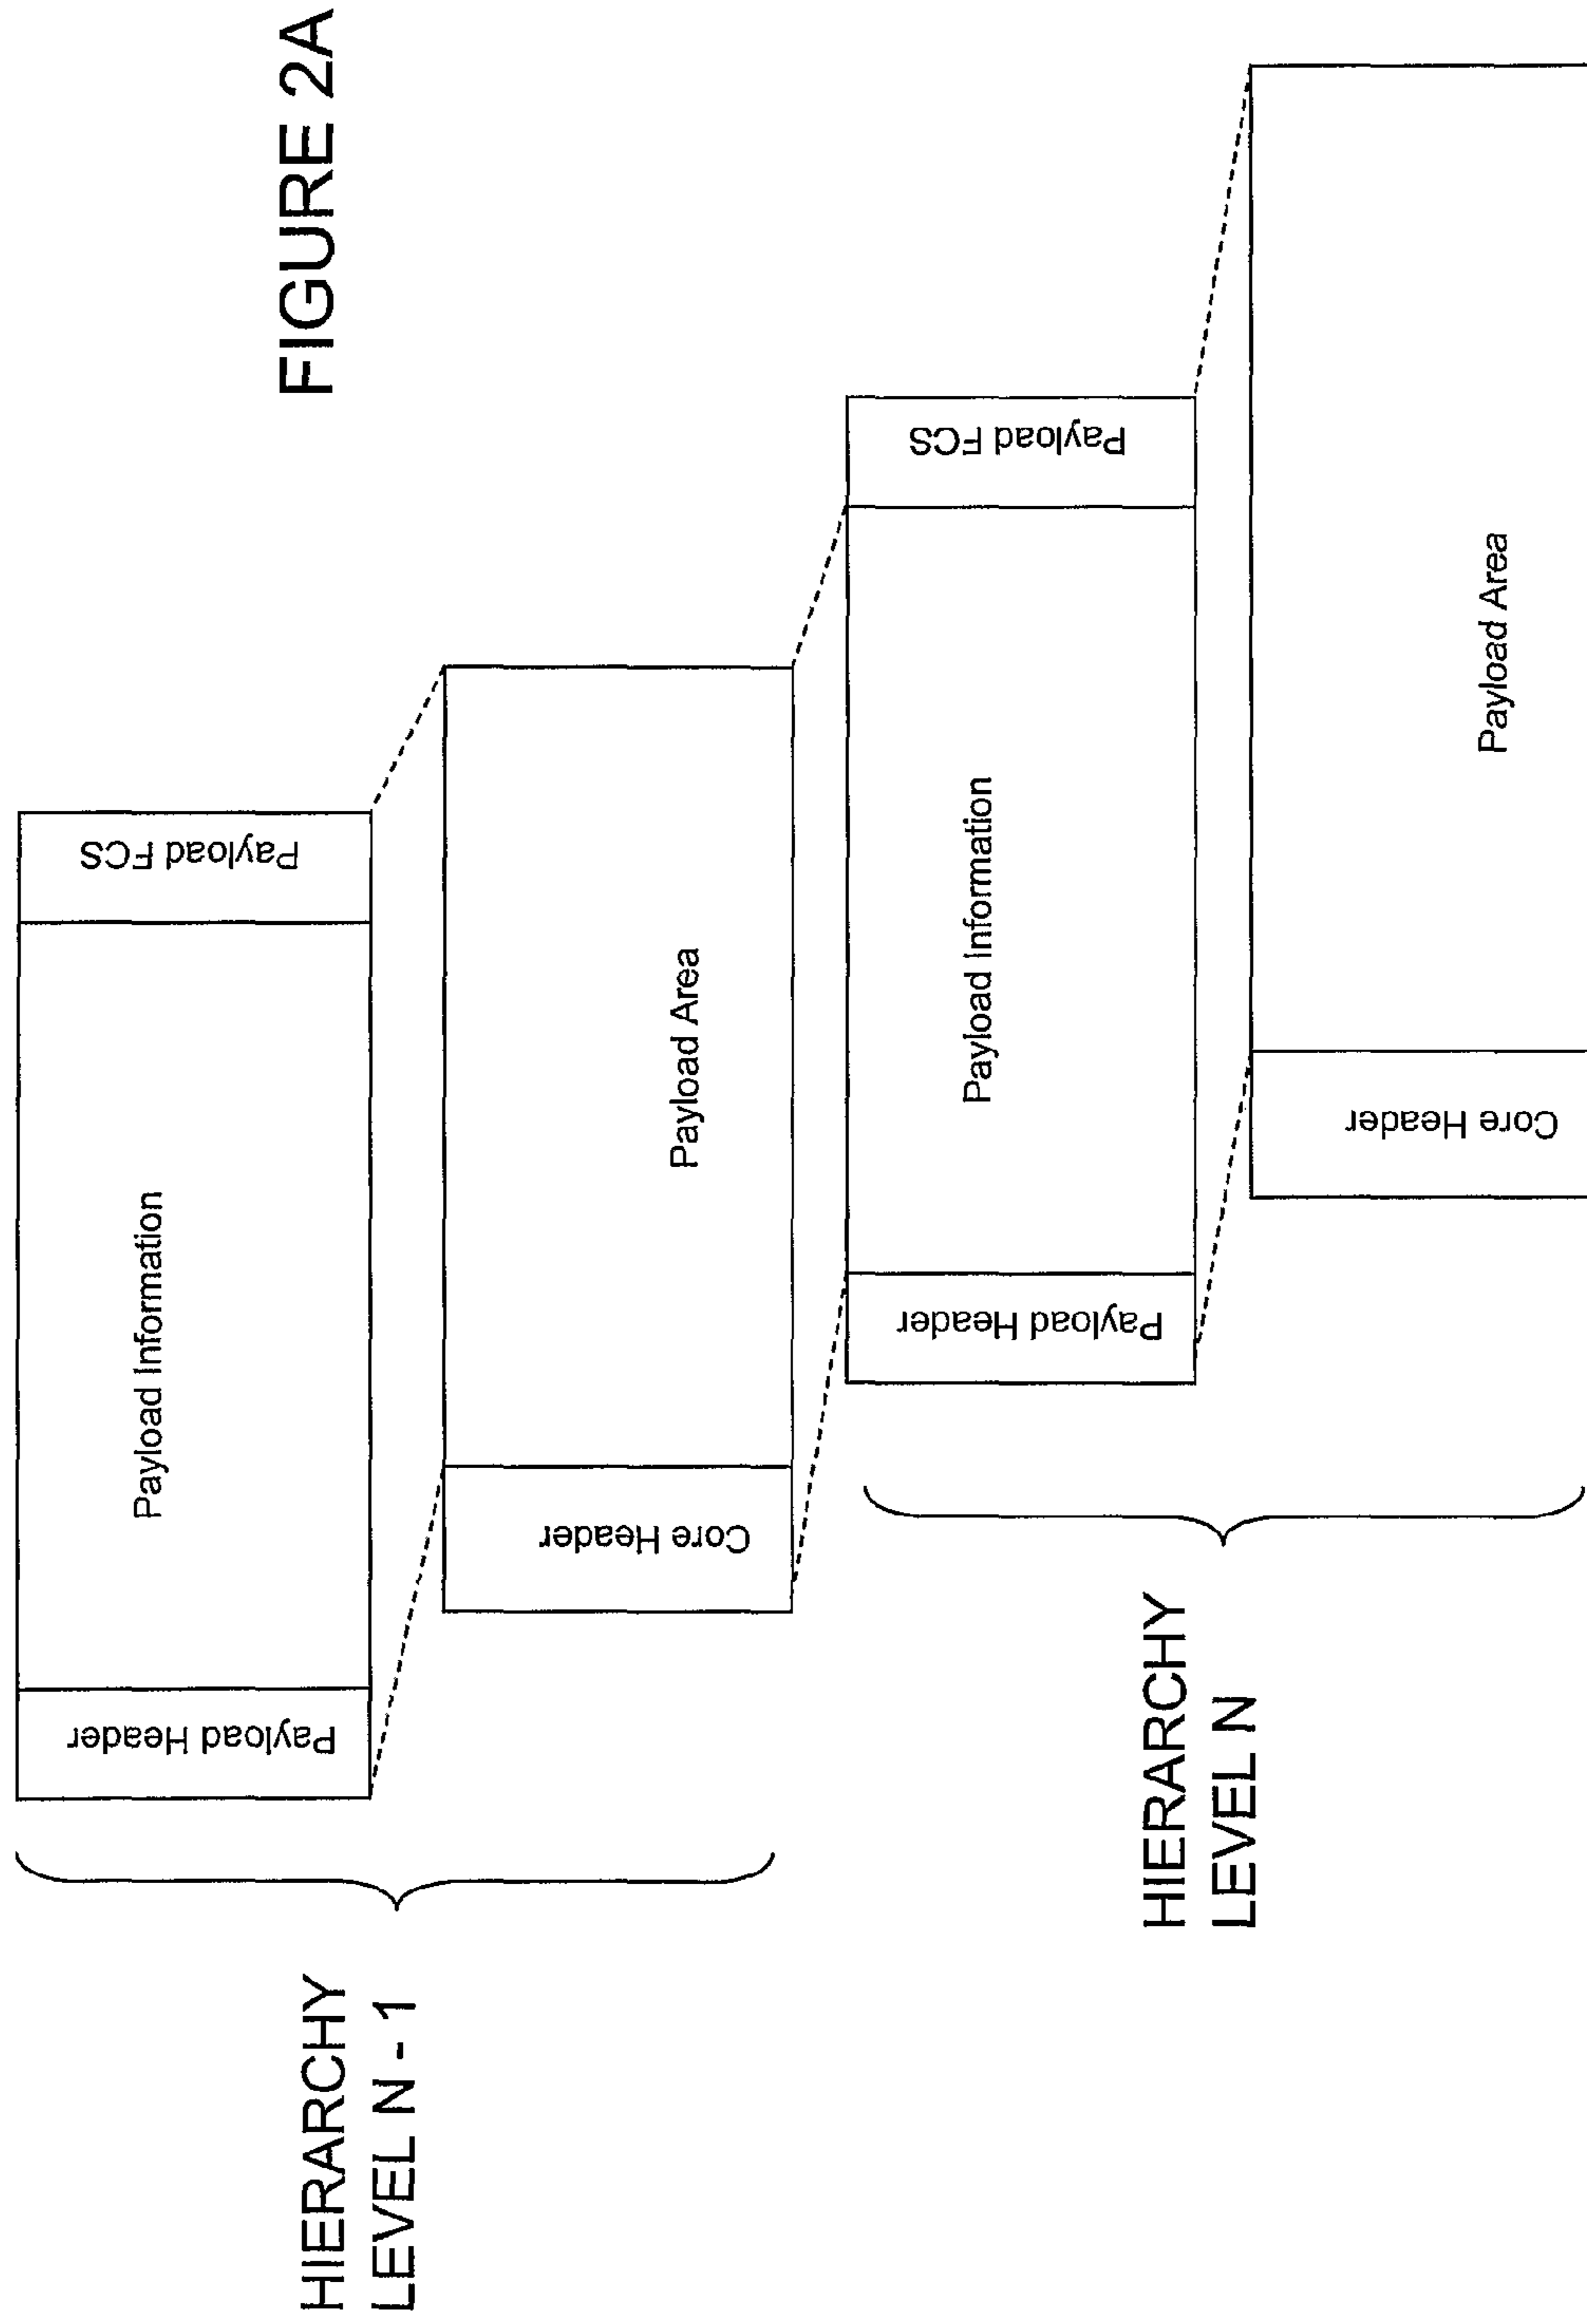 FIGURE 2A
HIERARCHY
LEVEL N - 1
Payload Header
Payload Information
Payload FCS
Core Header
Payload Area
HIERARCHY
LEVEL N
Payload Header
Payload Information
Payload FCS
Core Header
Payload Area